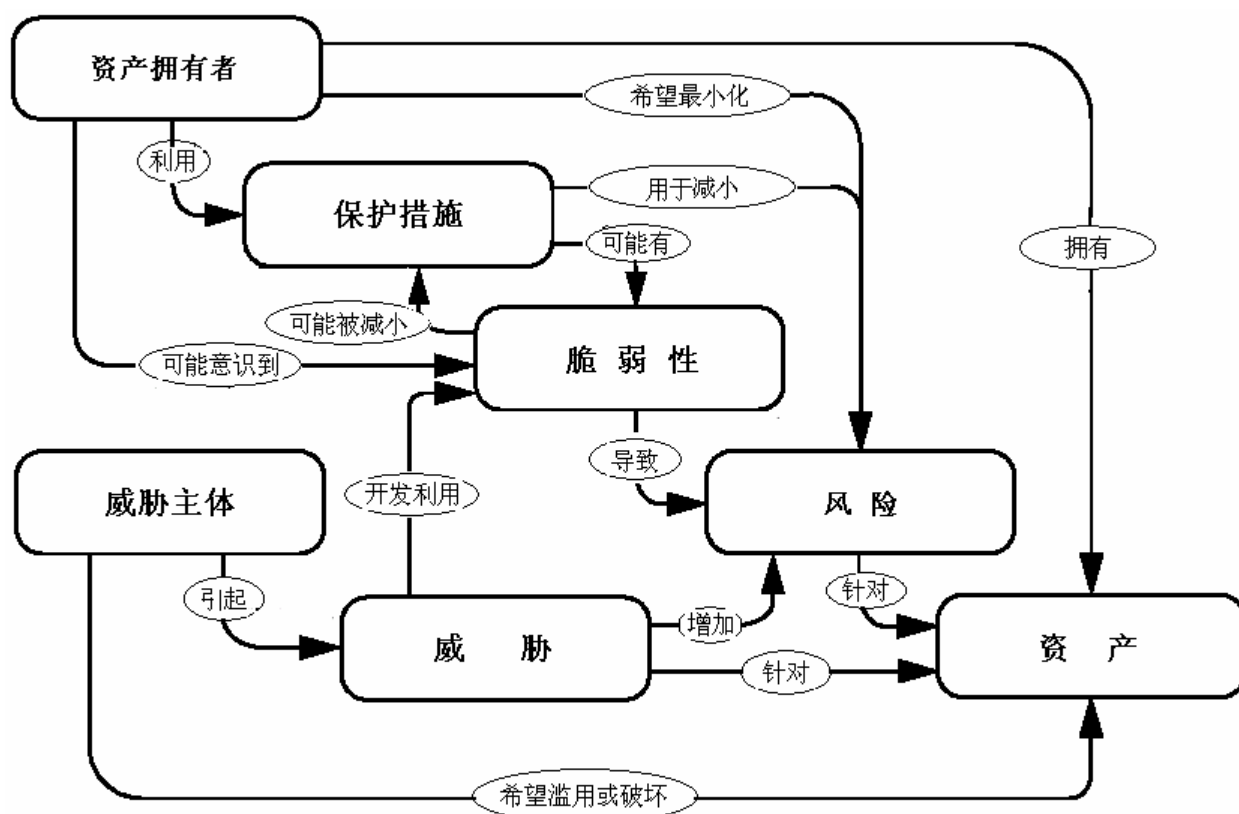 资产拥有者
希望最小化
利用
保护措施
用于减小
可能有
拥有
可能被减小
脆弱性
可能意识到
导致
威胁主体
开发利用
风险
引起
针对
增加
威胁
资产
针对
希望滥用或破坏